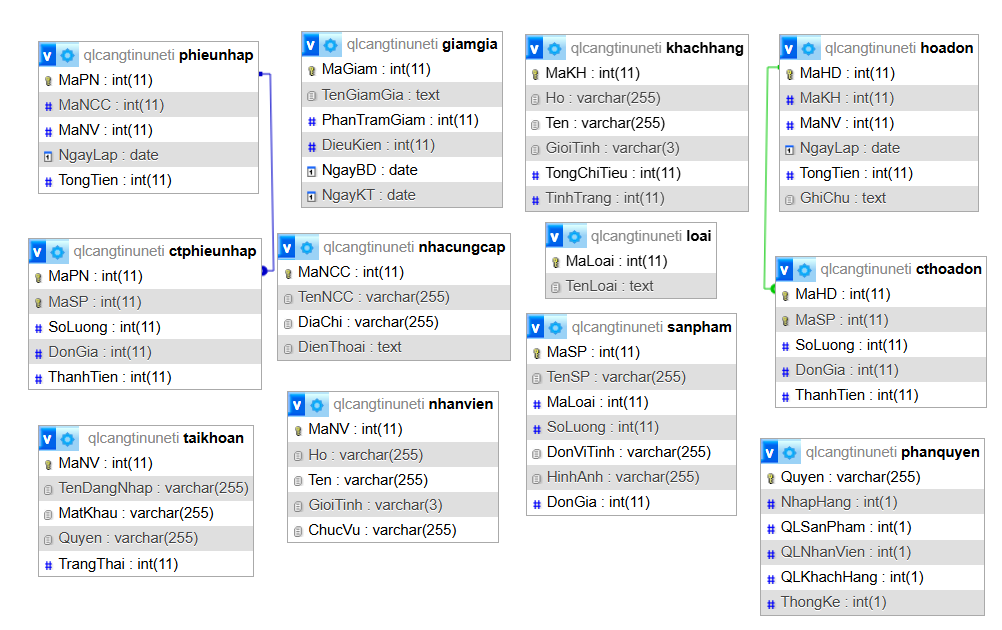 v qlcangtinuneti phieunhap
MaPN : int(11)
# MaNCC : int(11)
# MaNV : int(11)
NgayLap : date
# TongTien : int(11)
v qlcangtinuneti giamgia
MaGiam : int(11)
TenGiamGia : text
# PhanTramGiam : int(11)
# DieuKien : int(11)
NgayBD : date
NgayKT : date
v qlcangtinuneti khachhang
MaKH : int(11)
Ho : varchar(255)
Ten : varchar(255)
GioiTinh : varchar(3)
# TongChiTieu : int(11)
# TinhTrang : int(11)
v qlcangtinuneti hoadon
MaHD : int(11)
# MaKH : int(11)
# MaNV : int(11)
NgayLap : date
# TongTien : int(11)
GhiChu : text
v qlcangtinuneti ctphieunhap
MaPN : int(11)
MaSP : int(11)
# SoLuong : int(11)
# DonGia : int(11)
# ThanhTien : int(11)
v qlcangtinuneti nhacungcap
MaNCC : int(11)
TenNCC : varchar(255)
DiaChi : varchar(255)
DienThoai : text
v qlcangtinuneti loai
MaLoai : int(11)
TenLoai : text
v qlcangtinuneti cthoadon
MaHD : int(11)
MaSP : int(11)
# SoLuong : int(11)
# DonGia : int(11)
# ThanhTien : int(11)
v qlcangtinuneti sanpham
MaSP : int(11)
TenSP : varchar(255)
# MaLoai : int(11)
# SoLuong : int(11)
DonViTinh : varchar(255)
HinhAnh : varchar(255)
# DonGia : int(11)
v qlcangtinuneti taikhoan
MaNV : int(11)
TenDangNhap : varchar(255)
MatKhau : varchar(255)
Quyen : varchar(255)
# TrangThai : int(11)
v qlcangtinuneti nhanvien
MaNV : int(11)
Ho : varchar(255)
Ten : varchar(255)
GioiTinh : varchar(3)
ChucVu : varchar(255)
v qlcangtinuneti phanquyen
Quyen : varchar(255)
# NhapHang : int(1)
# QLSanPham : int(1)
# QLNhanVien : int(1)
# QLKhachHang : int(1)
# ThongKe : int(1)